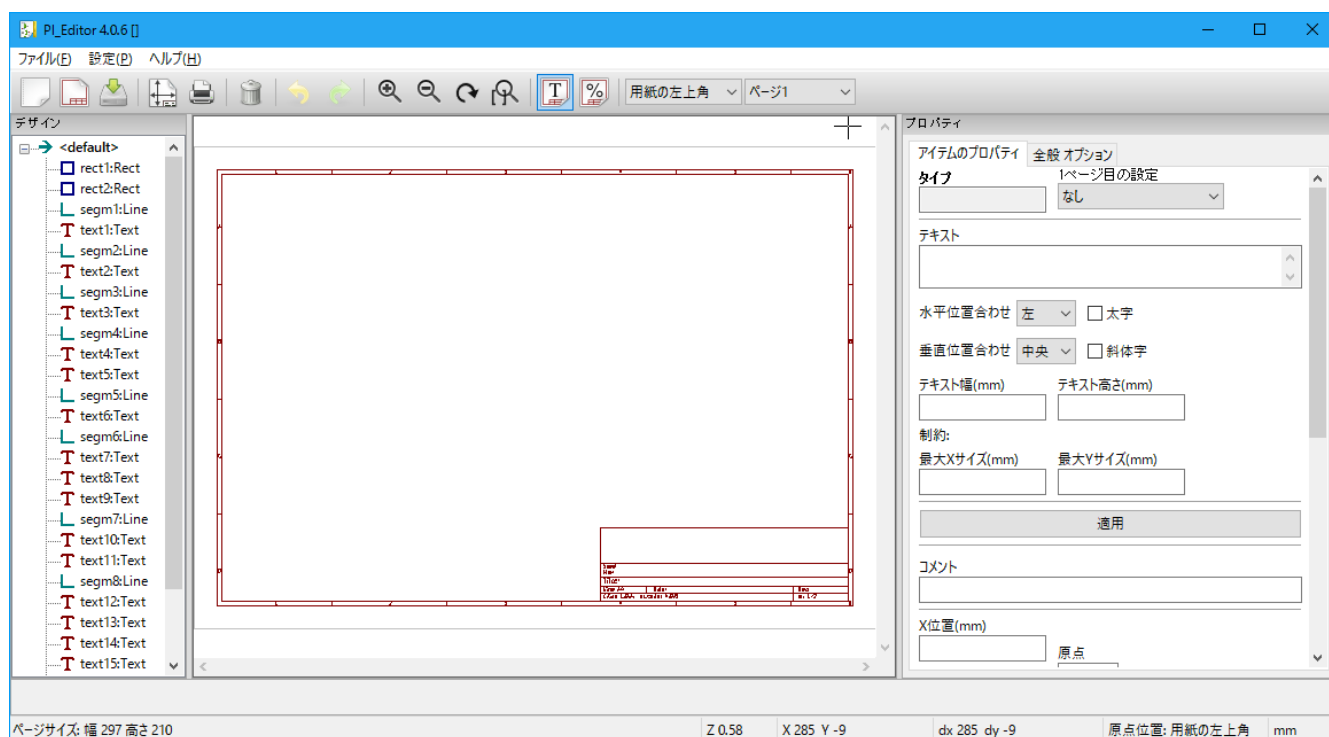 Pl_Editor 4.0.6 []
ファイル(F) 設定(P) ヘルプ(H)
T % 用紙の左上角 ページ1
デザイン
<default>
rect1:Rect
rect2:Rect
segm1:Line
text1:Text
segm2:Line
text2:Text
segm3:Line
text3:Text
segm4:Line
text4:Text
text5:Text
segm5:Line
text6:Text
segm6:Line
text7:Text
text8:Text
text9:Text
segm7:Line
text10:Text
text11:Text
segm8:Line
text12:Text
text13:Text
text14:Text
text15:Text
プロパティ
アイテムのプロパティ 全般 オプション
タイプ 1ページ目の設定
なし
テキスト
水平位置合わせ 左 太字
垂直位置合わせ 中央 斜体字
テキスト幅(mm) テキスト高さ(mm)
制約:
最大Xサイズ(mm) 最大Yサイズ(mm)
適用
コメント
X位置(mm)
原点
ページサイズ: 幅 297 高さ 210 Z 0.58 X 285 Y -9 dx 285 dy -9 原点位置: 用紙の左上角 mm